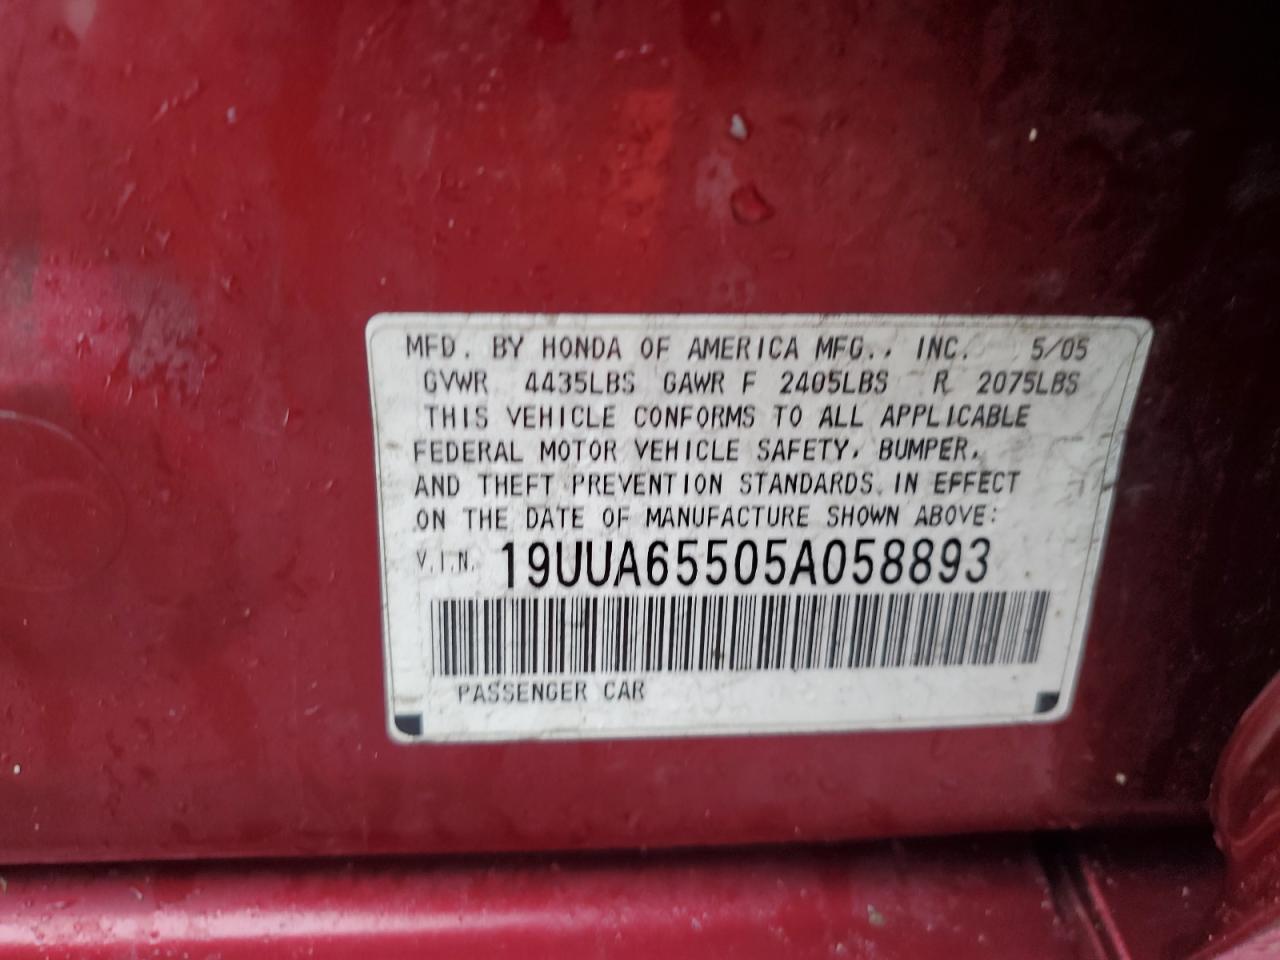 MFD. BY HONDA OF AMERICA MFG., INC. 5/05
GVWR 4435LBS GAWR F 2405LBS R 2075LBS
THIS VEHICLE CONFORMS TO ALL APPLICABLE
FEDERAL MOTOR VEHICLE SAFETY, BUMPER,
AND THEFT PREVENTION STANDARDS IN EFFECT
ON THE DATE OF MANUFACTURE SHOWN ABOVE:
V.I.N. 19UUA65505A058893
PASSENGER CAR